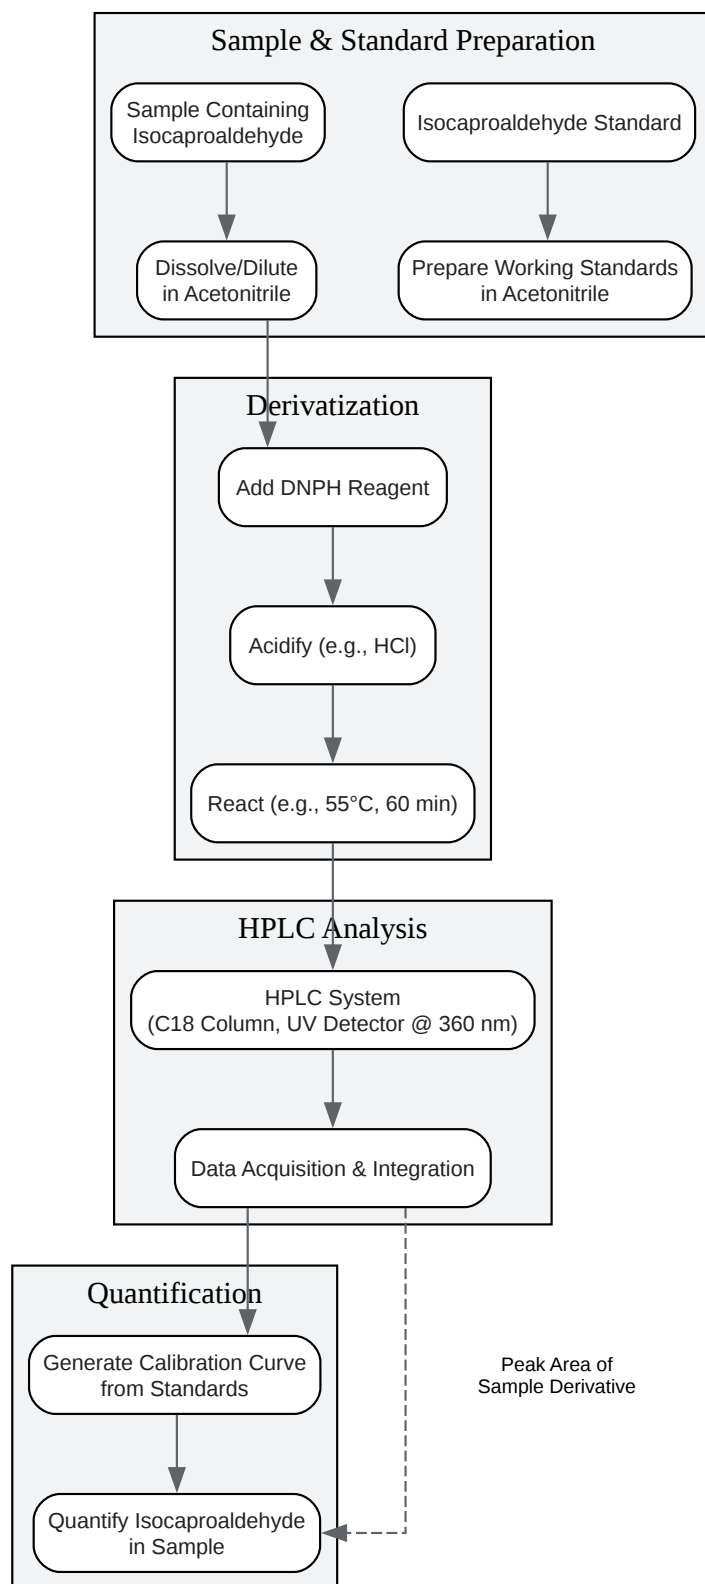 Sample & Standard Preparation
Sample Containing
Isocaproaldehyde
Isocaproaldehyde Standard
Dissolve/Dilute
in Acetonitrile
Prepare Working Standards
in Acetonitrile
Derivatization
Add DNPH Reagent
Acidify (e.g., HCl)
React (e.g., 55°C, 60 min)
HPLC Analysis
HPLC System
(C18 Column, UV Detector @ 360 nm)
Data Acquisition & Integration
Quantification
Generate Calibration Curve
from Standards
Peak Area of
Sample Derivative
Quantify Isocaproaldehyde
in Sample